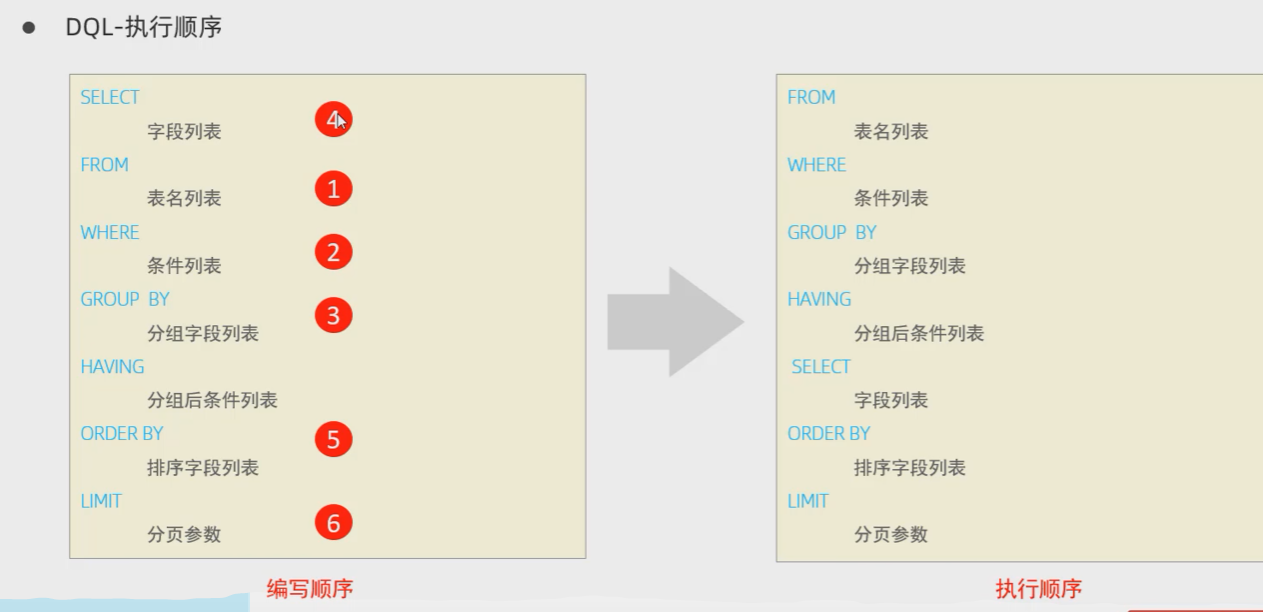 DQL-执行顺序
SELECT
字段列表
4
FROM
表名列表
1
WHERE
条件列表
2
GROUP BY
分组字段列表
3
HAVING
分组后条件列表
ORDER BY
排序字段列表
5
LIMIT
分页参数
6
编写顺序
FROM
表名列表
WHERE
条件列表
GROUP BY
分组字段列表
HAVING
分组后条件列表
SELECT
字段列表
ORDER BY
排序字段列表
LIMIT
分页参数
执行顺序